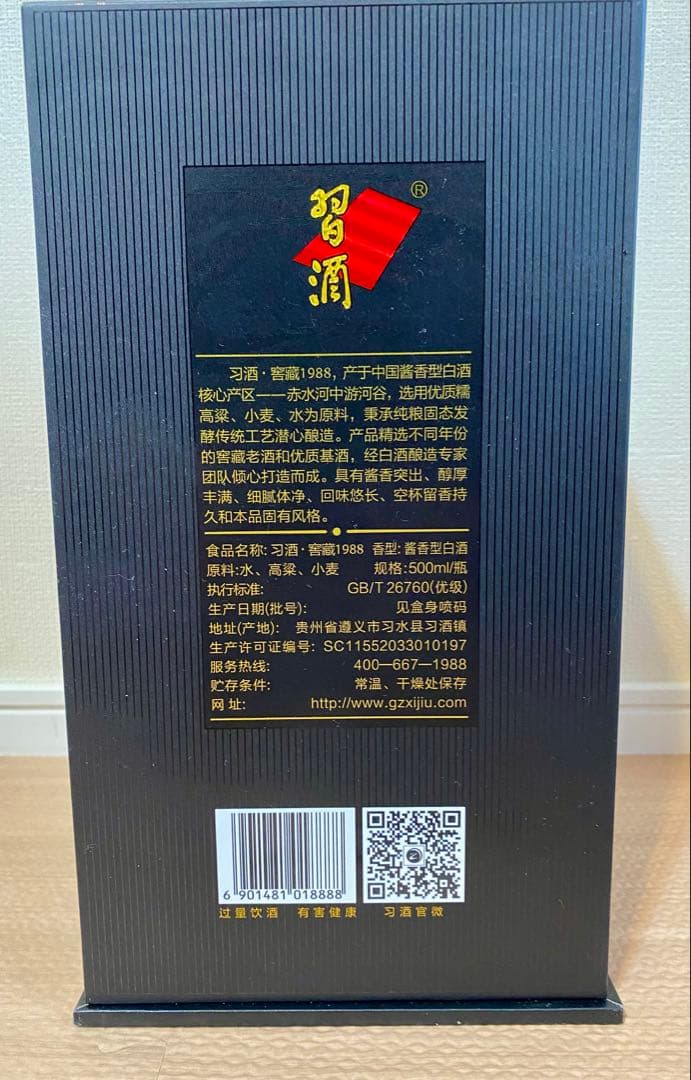 習酒
®
习酒·窖藏1988,产于中国酱香型白酒
核心产区——赤水河中游河谷,选用优质糯
高粱、小麦、水为原料,秉承纯粮固态发
酵传统工艺潜心酿造。产品精选不同年份
的窖藏老酒和优质基酒,经白酒酿造专家
团队倾心打造而成。具有酱香突出、醇厚
丰满、细腻体净、回味悠长、空杯留香持
久和本品固有风格。
食品名称:习酒·窖藏1988 香型:酱香型白酒
原料:水、高粱、小麦 规格:500ml/瓶
执行标准: GB/T 26760(优级)
生产日期(批号): 见盒身喷码
地址(产地): 贵州省遵义市习水县习酒镇
生产许可证编号: SC11552033010197
服务热线: 400—667—1988
贮存条件: 常温、干燥处保存
网址: http://www.gzxijiu.com
6 901481 018888
过量饮酒 有害健康 习酒官微